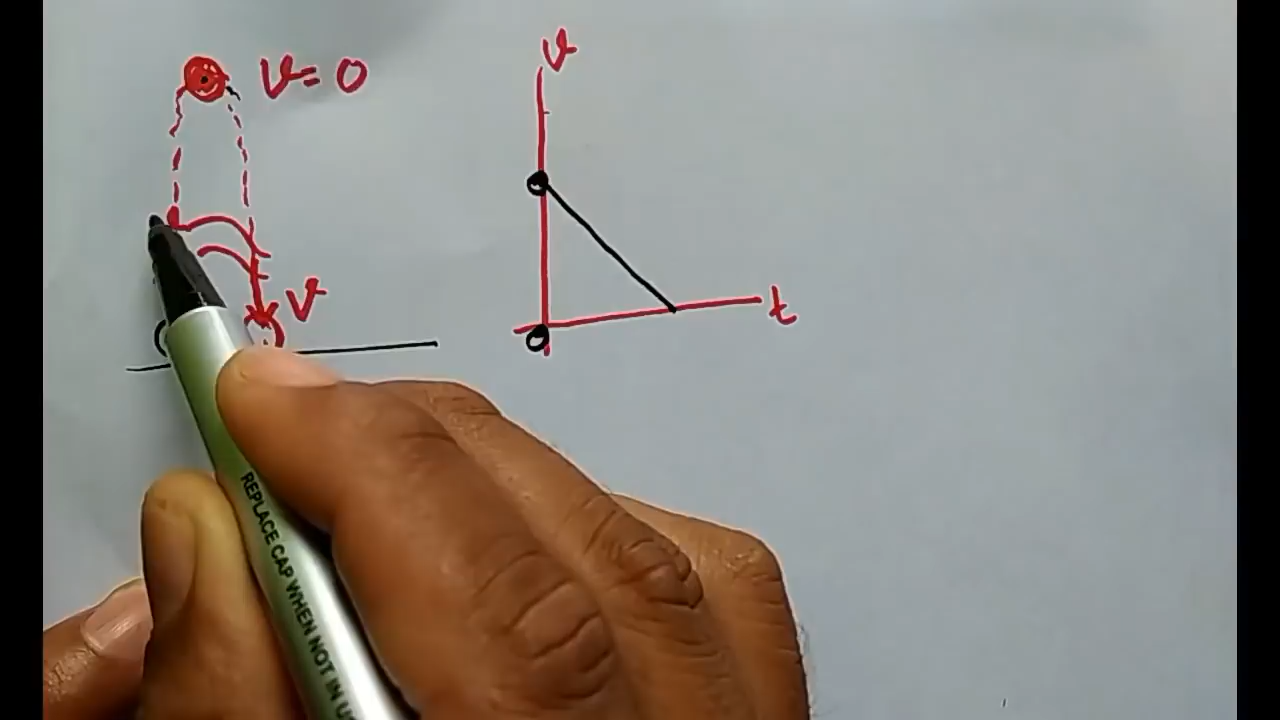 V = 0
V
V
t
REPLACE CAP WHEN NOT IN